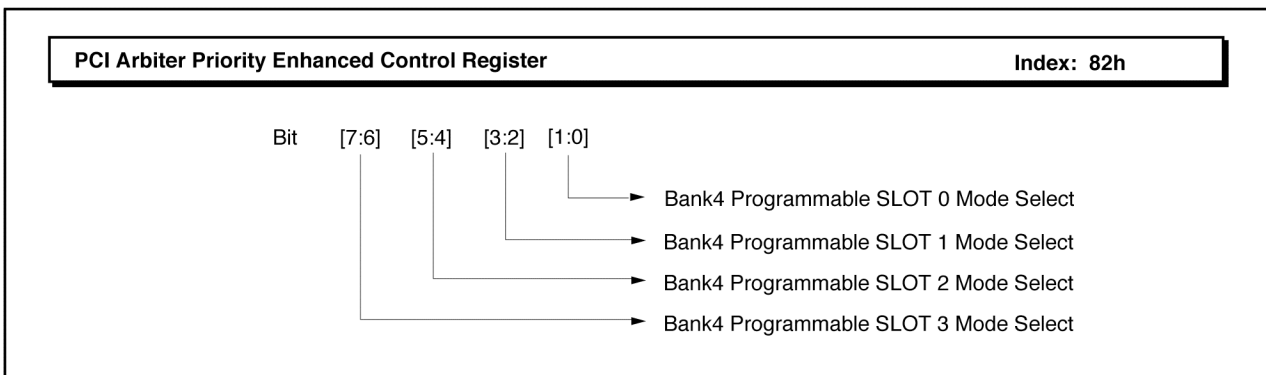 PCI Arbiter Priority Enhanced Control Register Index: 82h
Bit [7:6] [5:4] [3:2] [1:0]
Bank4 Programmable SLOT 0 Mode Select
Bank4 Programmable SLOT 1 Mode Select
Bank4 Programmable SLOT 2 Mode Select
Bank4 Programmable SLOT 3 Mode Select